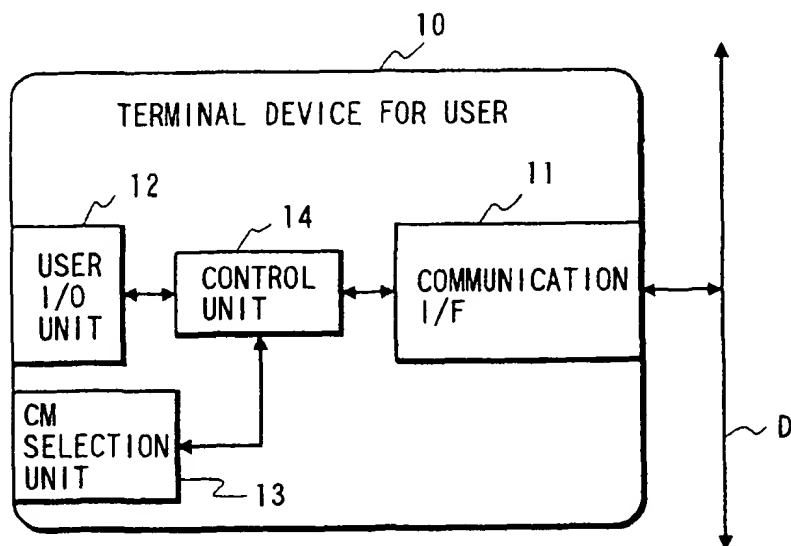 10
TERMINAL DEVICE FOR USER
12
11
14
USER
I/O
UNIT
CONTROL
UNIT
COMMUNICATION
I/F
CM
SELECTION
UNIT
13
D